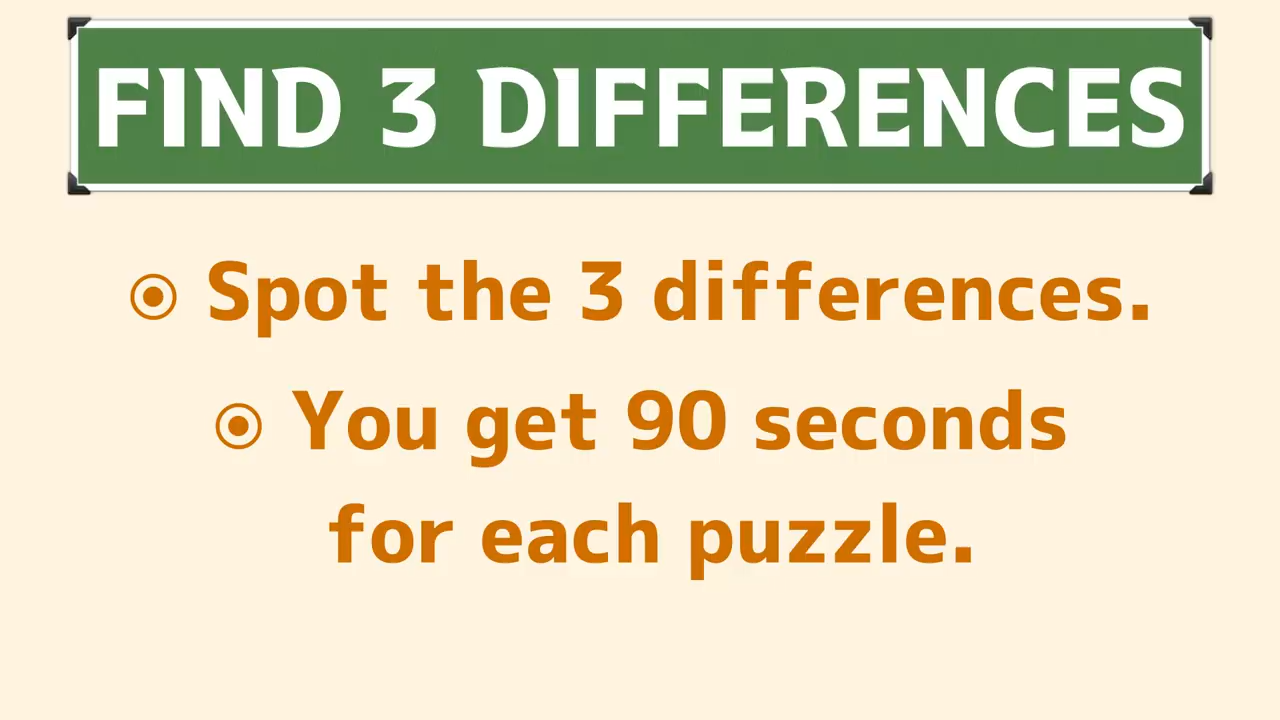 FIND 3 DIFFERENCES
⦿ Spot the 3 differences.
⦿ You get 90 seconds
for each puzzle.